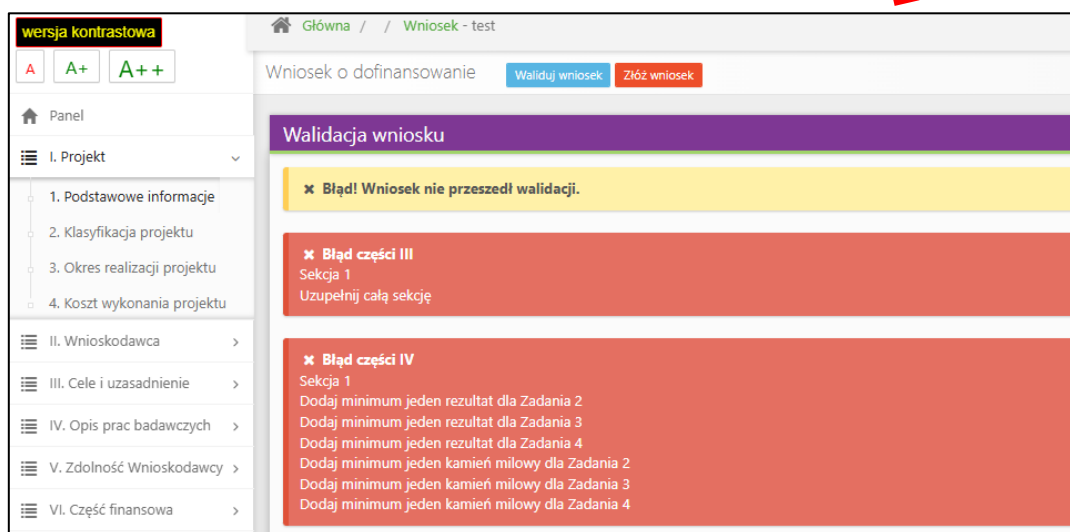 wersja kontrastowa
A A+ A++
Panel
I. Projekt
1. Podstawowe informacje
2. Klasyfikacja projektu
3. Okres realizacji projektu
4. Koszt wykonania projektu
II. Wnioskodawca
III. Cele i uzasadnienie
IV. Opis prac badawczych
V. Zdolność Wnioskodawcy
VI. Część finansowa
Główna / / Wniosek - test
Wniosek o dofinansowanie Waliduj wniosek Złóż wniosek
Walidacja wniosku
Błąd! Wniosek nie przeszedł walidacji.
Błąd części III
Sekcja 1
Uzupełnij całą sekcję
Błąd części IV
Sekcja 1
Dodaj minimum jeden rezultat dla Zadania 2
Dodaj minimum jeden rezultat dla Zadania 3
Dodaj minimum jeden rezultat dla Zadania 4
Dodaj minimum jeden kamień milowy dla Zadania 2
Dodaj minimum jeden kamień milowy dla Zadania 3
Dodaj minimum jeden kamień milowy dla Zadania 4